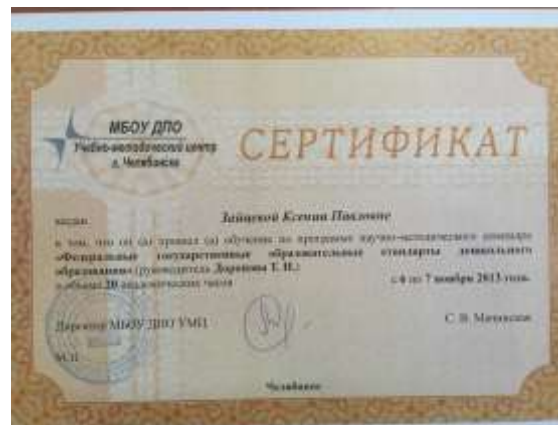 МБОУ ДПО
Учебно-методический центр
г. Челябинска
СЕРТИФИКАТ
выдан Зайцевой Ксении Павловне
в том, что он (а) прошел (а) обучение по программе научно-методического семинара
«Федеральные государственные образовательные стандарты дошкольного
образования» (руководитель Доронова Т. Н.)
в объеме 20 академических часов с 6 по 7 ноября 2013 года.
Директор МБОУ ДПО УМЦ С. В. Мачинская
М.П.
Челябинск